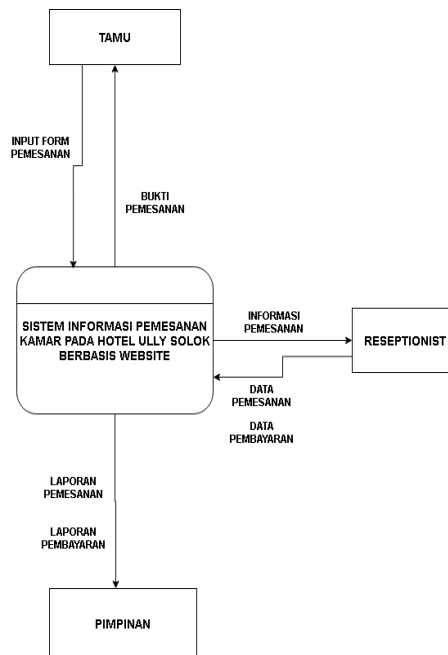 TAMU
INPUT FORM
PEMESANAN
BUKTI
PEMESANAN
SISTEM INFORMASI PEMESANAN
KAMAR PADA HOTEL ULLY SOLOK
BERBASIS WEBSITE
INFORMASI
PEMESANAN
RESEPTIONIST
DATA
PEMESANAN
DATA
PEMBAYARAN
LAPORAN
PEMESANAN
LAPORAN
PEMBAYARAN
PIMPINAN